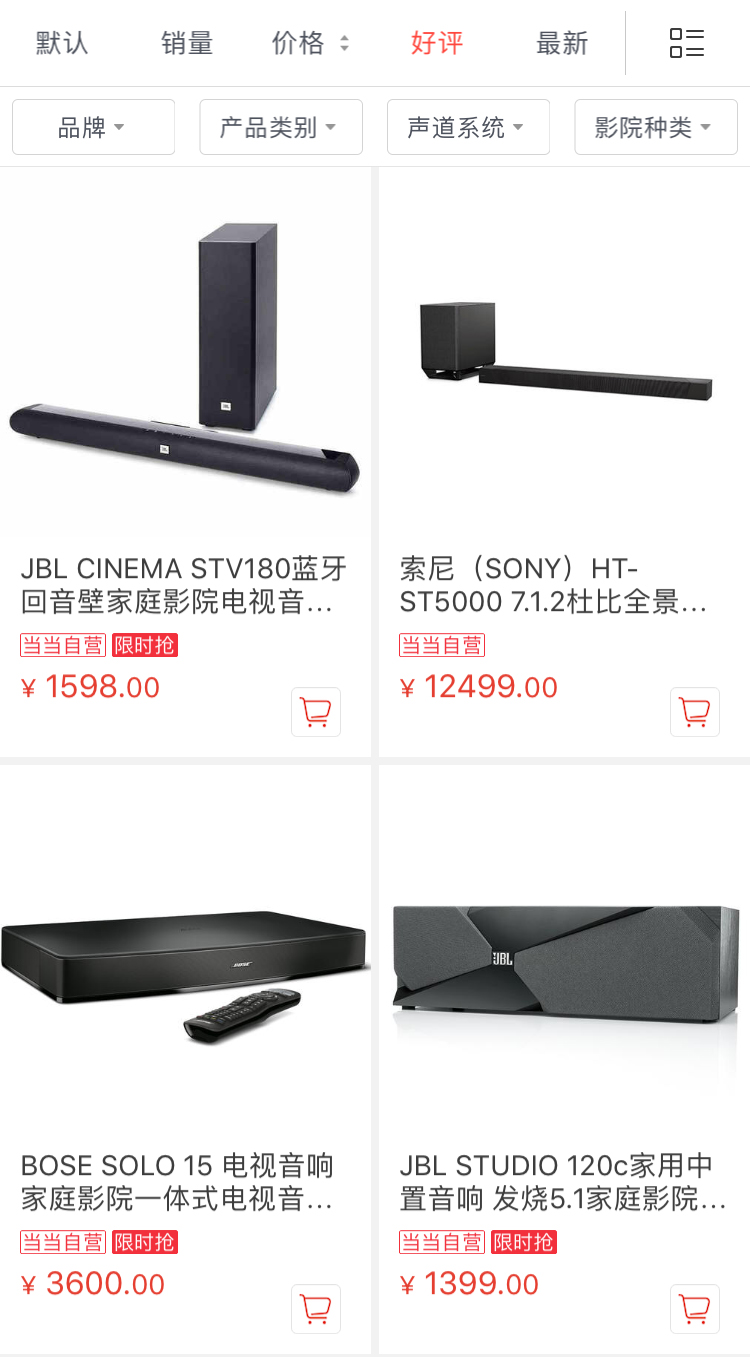 默认 销量 价格 好评 最新
品牌 产品类别 声道系统 影院种类
JBL
JBL
JBL CINEMA STV180蓝牙
回音壁家庭影院电视音...
当当自营 限时抢
¥ 1598.00
索尼（SONY）HT-
ST5000 7.1.2杜比全景...
当当自营
¥ 12499.00
BOSE
JBL
BOSE SOLO 15 电视音响
家庭影院一体式电视音...
当当自营 限时抢
¥ 3600.00
JBL STUDIO 120c家用中
置音响 发烧5.1家庭影院...
当当自营 限时抢
¥ 1399.00